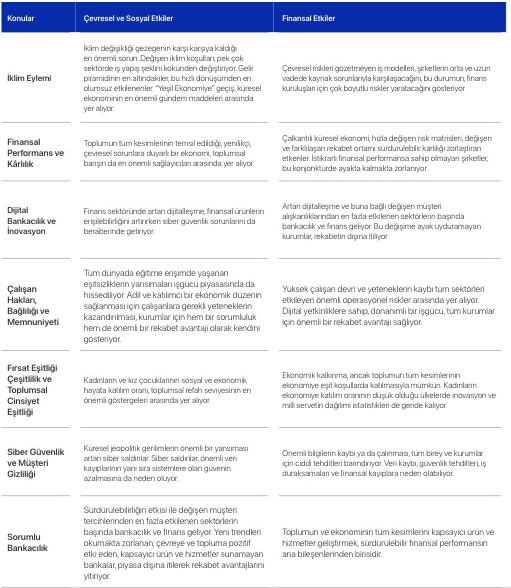 Konular
Çevresel ve Sosyal Etkiler
Finansal Etkiler
İklim Eylemi
İklim değişikliği gezegenin karşı karşıya kaldığı
en önemli sorun. Değişen iklim koşulları, pek çok
sektörde iş yapış şeklini kökünden değiştiriyor. Gelir
piramidinin en altındakiler, bu hızlı dönüşümden en
olumsuz etkilenenler. “Yeşil Ekonomiye” geçiş, küresel
ekonominin en önemli gündem maddeleri arasında
yer alıyor.
Çevresel riskleri gözetmeyen iş modelleri, şirketlerin orta ve uzun
vadede kaynak sorunlarıyla karşılaşacağını, bu durumun, finans
kuruluşları için çok boyutlu riskler yaratacağını gösteriyor.
Finansal
Performans ve
Kârlılık
Toplumun tüm kesimlerinin temsil edildiği, yenilikçi,
çevresel sorunlara duyarlı bir ekonomi, toplumsal
barışın da en önemli sağlayıcıları arasında yer alıyor.
Çalkantılı küresel ekonomi, hızla değişen risk matrisleri, değişen
ve farklılaşan rekabet ortamı sürdürülebilir karlılığı zorlaştıran
etkenler. İstikrarlı finansal performansa sahip olmayan şirketler,
bu konjonktürde ayakta kalmakta zorlanıyor.
Dijital
Bankacılık ve
İnovasyon
Finans sektöründe artan dijitalleşme, finansal ürünlerin
erişilebilirliğini artırırken siber güvenlik sorunlarını da
beraberinde getiriyor.
Artan dijitalleşme ve buna bağlı değişen müşteri
alışkanlıklarından en fazla etkilenen sektörlerin başında
bankacılık ve finans geliyor. Bu değişime ayak uyduramayan
kurumlar, rekabetin dışına itiliyor.
Çalışan
Hakları,
Bağlılığı ve
Memnuniyeti
Tüm dünyada eğitime erişimde yaşanan
eşitsizliklerin yansımaları işgücü piyasasında da
hissediliyor. Adil ve katılımcı bir ekonomik düzenin
sağlanması için çalışanlara gerekli yeteneklerin
kazandırılması, kurumlar için hem bir sorumluluk
hem de önemli bir rekabet avantajı olarak kendini
gösteriyor.
Yüksek çalışan devri ve yeteneklerin kaybı tüm sektörleri
etkileyen önemli operasyonel riskler arasında yer alıyor.
Dijital yetkinliklere sahip, donanımlı bir işgücü, tüm kurumlar
için önemli bir rekabet avantajı sağlıyor.
Fırsat Eşitliği
Çeşitlilik ve
Toplumsal
Cinsiyet
Eşitliği
Kadınların ve kız çocuklarının sosyal ve ekonomik
hayata katılım oranı, toplumsal refah seviyesinin en
önemli göstergeleri arasında yer alıyor.
Ekonomik kalkınma, ancak toplumun tüm kesimlerinin
ekonomiye eşit koşullarda katılmasıyla mümkün. Kadınların
ekonomiye katılım oranının düşük olduğu ülkelerde inovasyon ve
milli servetin dağılımı istatistikleri de geride kalıyor.
Siber Güvenlik
ve Müşteri
Gizliliği
Küresel jeopolitik gerilimlerin önemli bir yansıması
artan siber saldırılar. Siber saldırılar, önemli veri
kayıplarının yanı sıra sistemlere olan güvenin
azalmasına da neden oluyor.
Önemli bilgilerin kaybı ya da çalınması, tüm birey ve kurumlar
için ciddi tehditleri barındırıyor. Veri kaybı, güvenlik tehditleri, iş
duraksamaları ve finansal kayıplara neden olabiliyor.
Sorumlu
Bankacılık
Sürdürülebilirliğin etkisi ile değişen müşteri
tercihlerinden en fazla etkilenen sektörlerin
başında bankacılık ve finans geliyor. Yeni trendleri
okumakta zorlanan, çevreye ve topluma pozitif
etki eden, kapsayıcı ürün ve hizmetler sunamayan
bankalar, piyasa dışına itilerek rekabet avantajlarını
yitiriyor.
Toplumun ve ekonominin tüm kesimlerini kapsayıcı ürün ve
hizmetler geliştirmek, sürdürülebilir finansal performansın
ana bileşenlerinden birisidir.